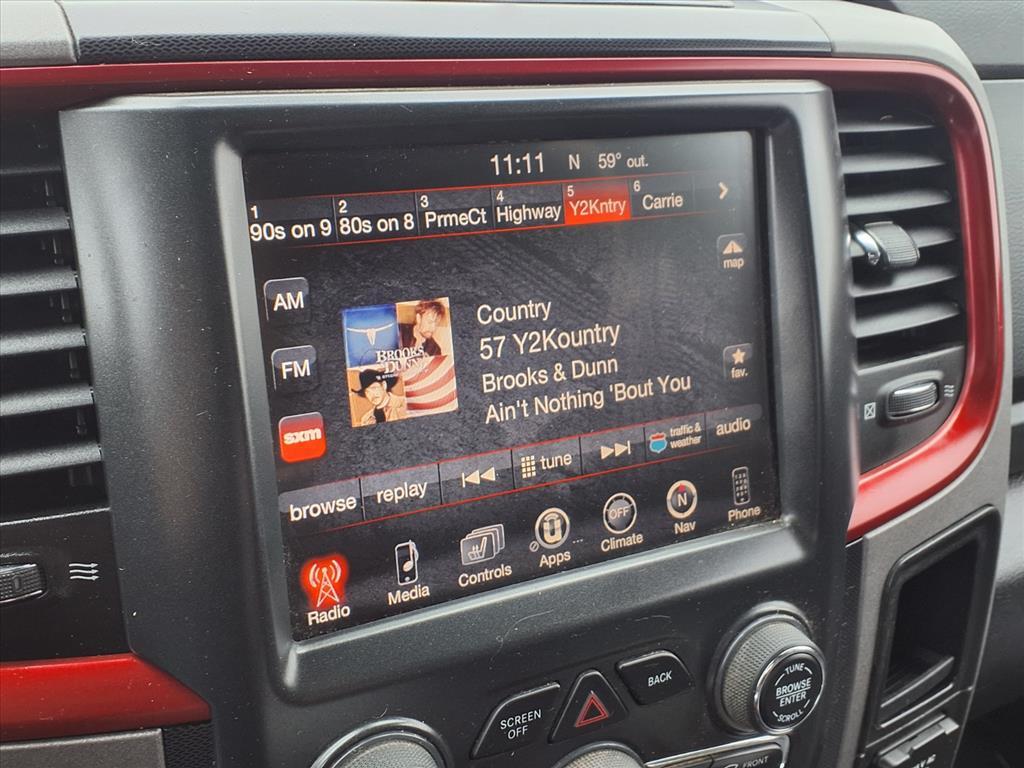 11:11 N 59° out.
1 2 3 4 5 6
90s on 9 80s on 8 PrmeCt Highway Y2Kntry Carrie >
map
AM
Country
57 Y2Kountry
BROOKS
& DUNN
Brooks & Dunn
Ain't Nothing 'Bout You
FM
fav.
sxm
browse replay tune traffic &
weather
audio
Radio Media Controls Apps Climate Nav Phone
OFF
N
SCREEN
OFF
BACK
TUNE
BROWSE
ENTER
SCROLL
FRONT